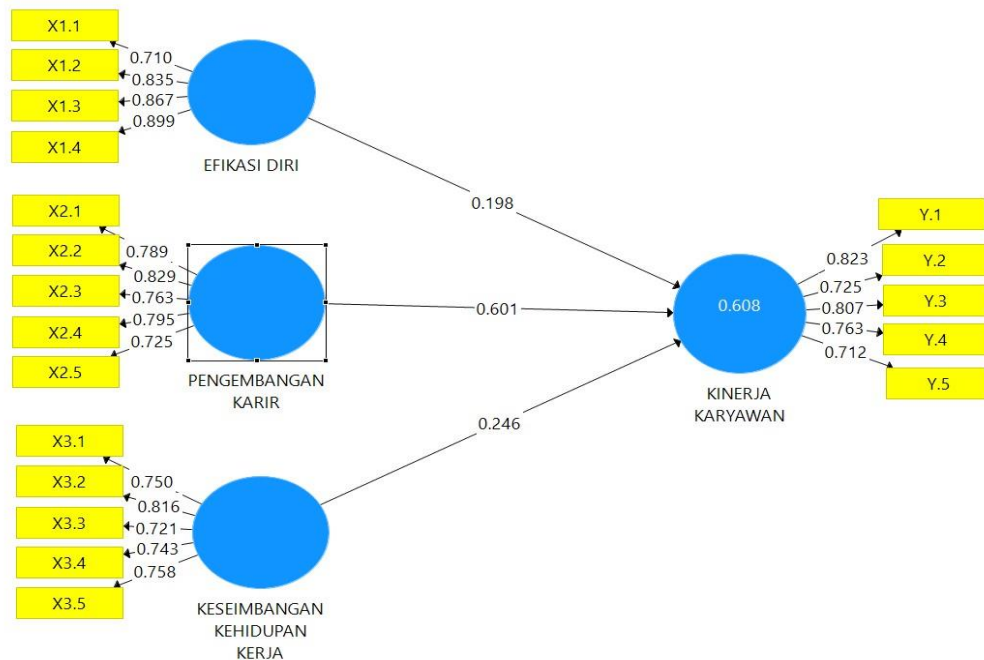 X1.1
X1.2
X1.3
X1.4
0.710
0.835
0.867
0.899
EFIKASI DIRI
0.198
X2.1
X2.2
X2.3
X2.4
X2.5
0.789
0.829
0.763
0.795
0.725
PENGEMBANGAN
KARIR
0.601
X3.1
X3.2
X3.3
X3.4
X3.5
0.750
0.816
0.721
0.743
0.758
KESEIMBANGAN
KEHIDUPAN
KERJA
0.246
0.608
KINERJA
KARYAWAN
0.823
0.725
0.807
0.763
0.712
Y.1
Y.2
Y.3
Y.4
Y.5